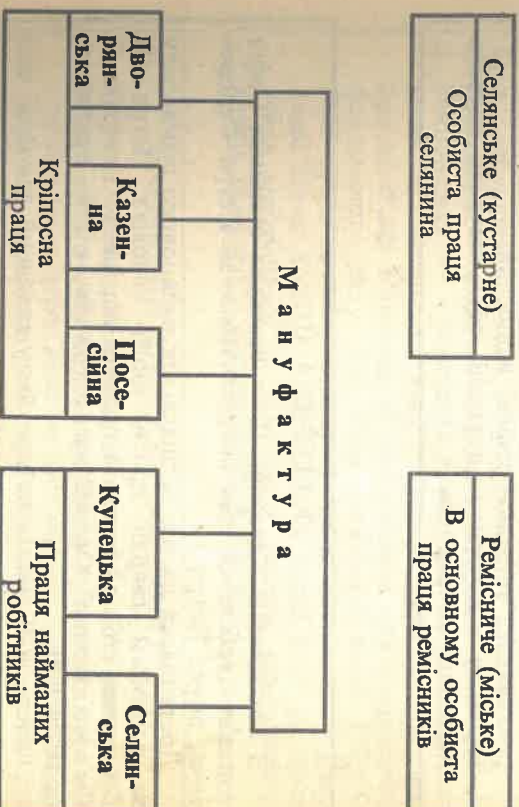 Селянське (кустарне)
Особиста праця
селянина
Ремісниче (міське)
В основному особиста
праця ремісників
Мануфактура
Дво-
рян-
ська
Казен-
на
Посе-
сійна
Купецька
Селян-
ська
Кріпосна
праця
Праця найманих
робітників